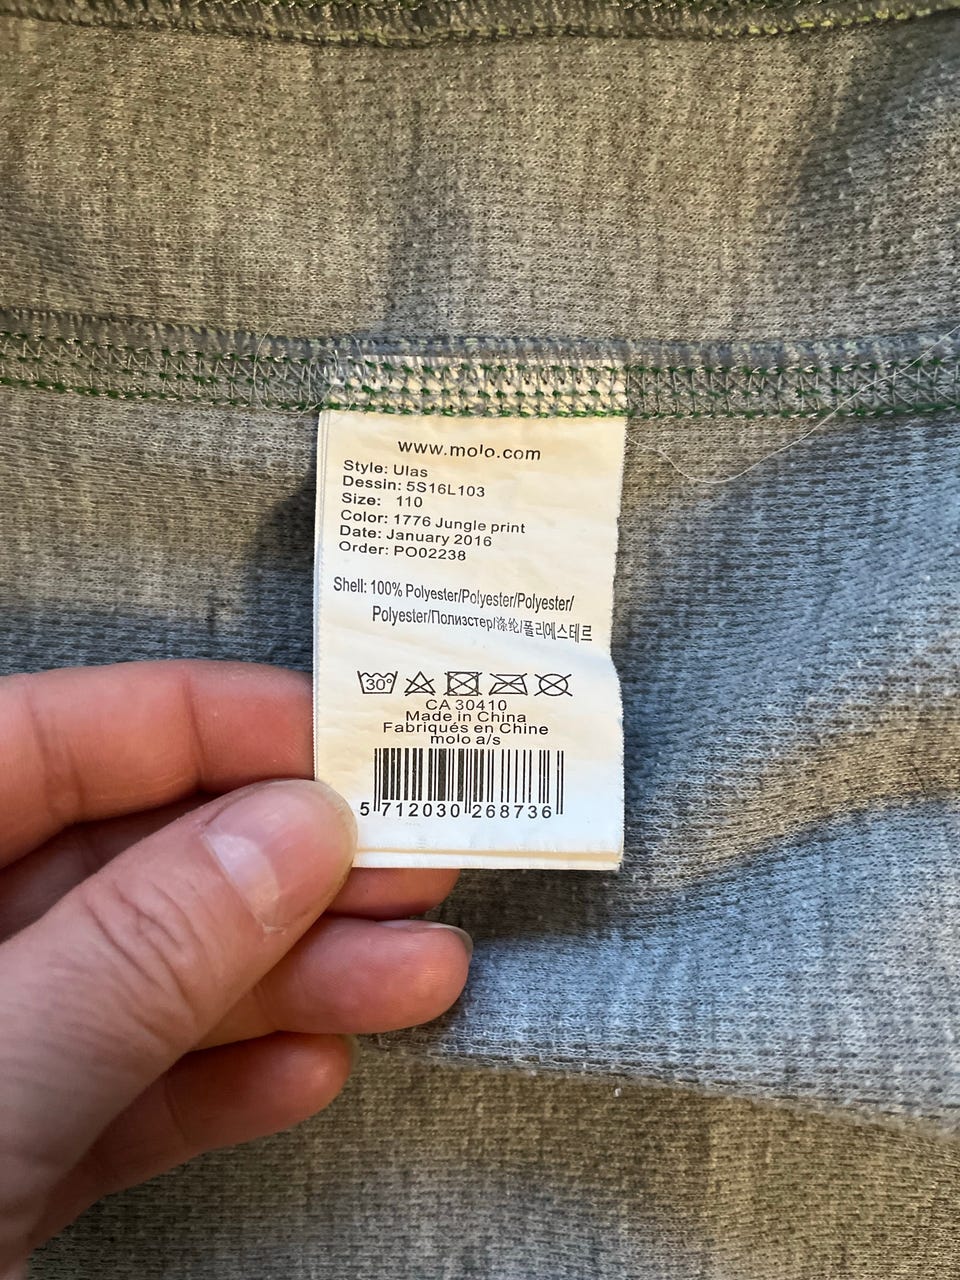 www.molo.com
Style: Ulas
Dessin: 5S16L103
Size: 110
Color: 1776 Jungle print
Date: January 2016
Order: PO02238
Shell: 100% Polyester/Polyester/Polyester/
Polyester/Полиэстер/涤纶/폴리에스테르
30°
CA 30410
Made in China
Fabriqués en Chine
molo a/s
5 712030 268736